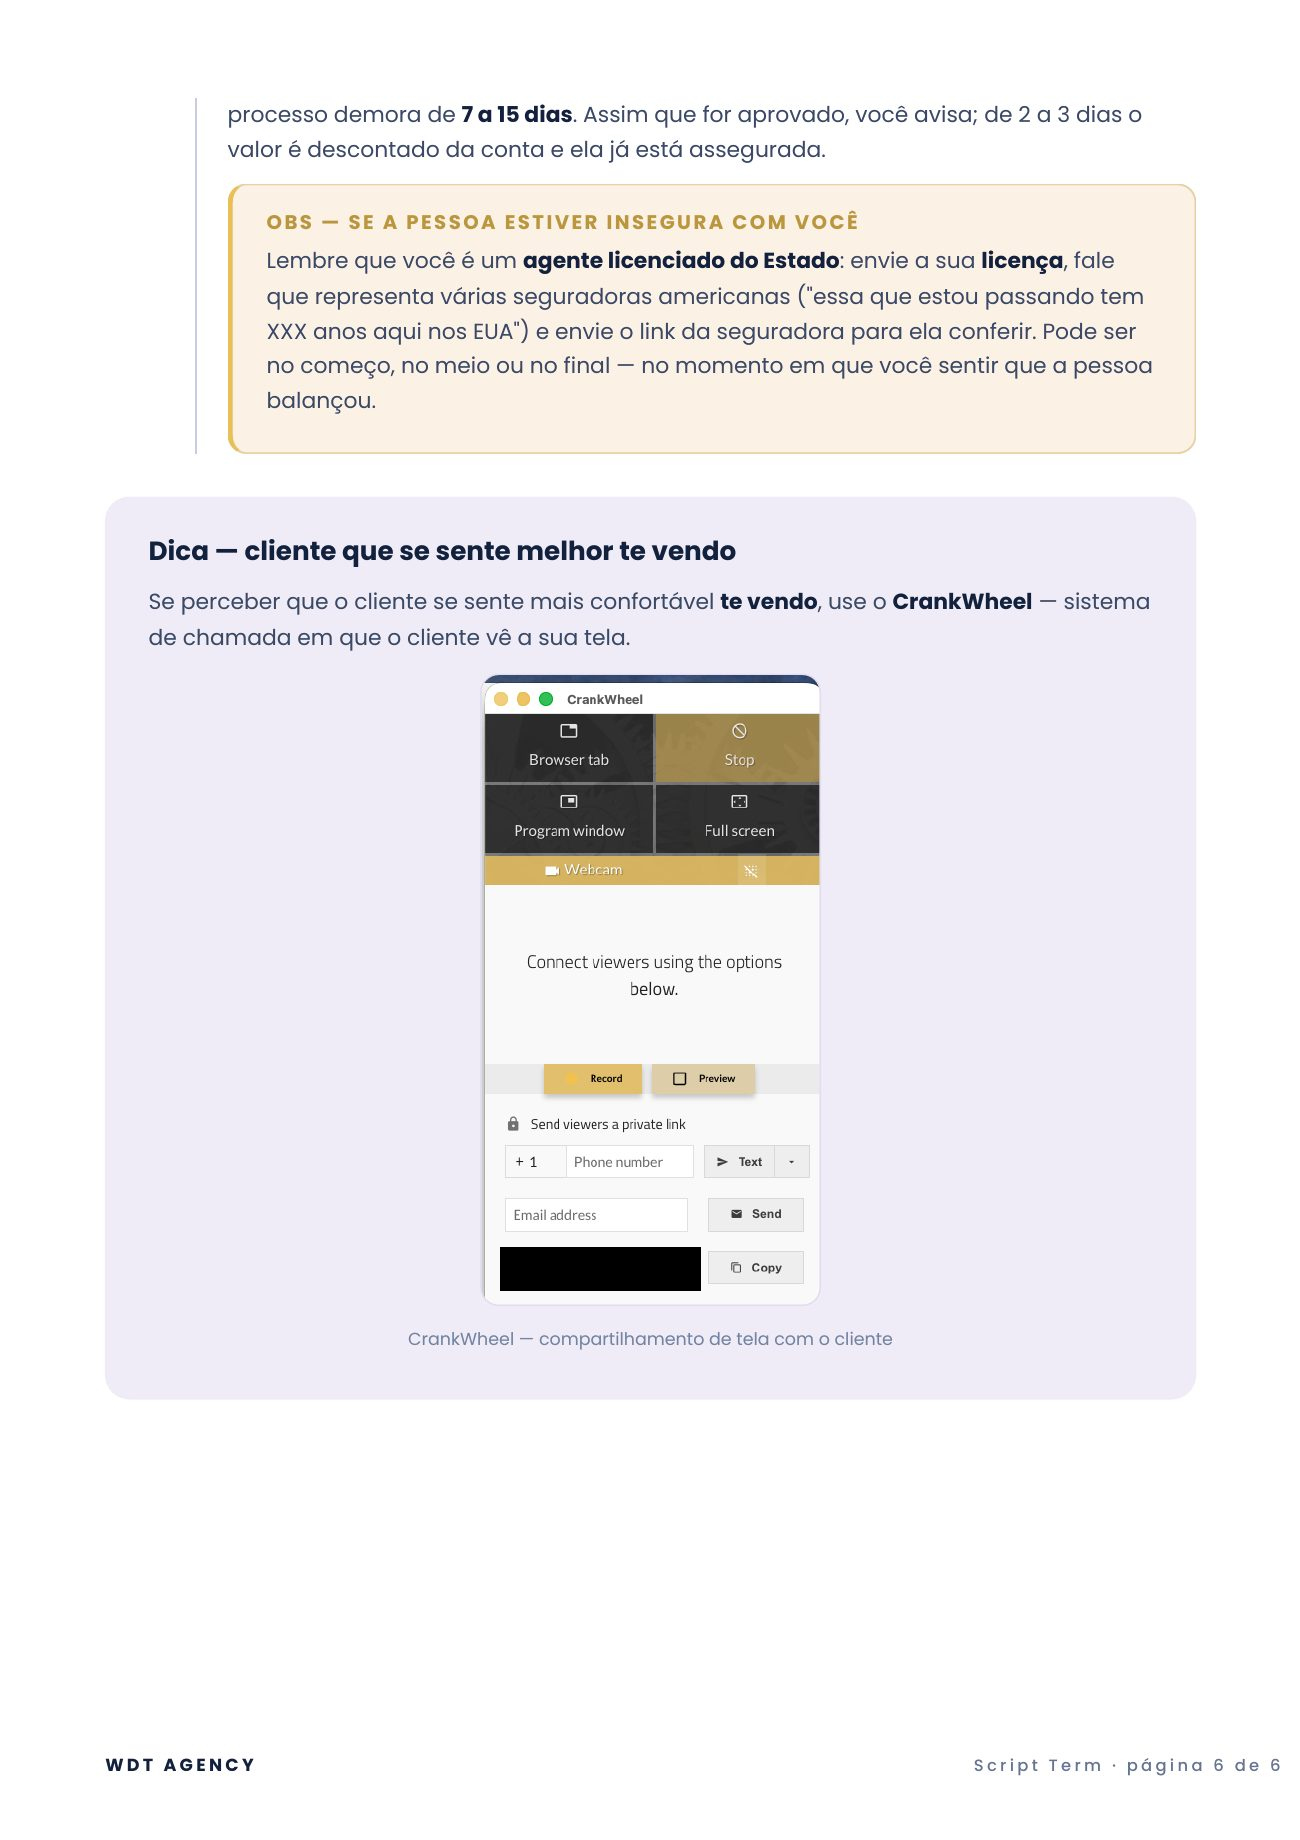 processo demora de 7 a 15 dias. Assim que for aprovado, você avisa; de 2 a 3 dias o
valor é descontado da conta e ela já está assegurada.
OBS — SE A PESSOA ESTIVER INSEGURA COM VOCÊ
Lembre que você é um agente licenciado do Estado: envie a sua licença, fale
que representa várias seguradoras americanas ("essa que estou passando tem
XXX anos aqui nos EUA") e envie o link da seguradora para ela conferir. Pode ser
no começo, no meio ou no final — no momento em que você sentir que a pessoa
balançou.
Dica — cliente que se sente melhor te vendo
Se perceber que o cliente se sente mais confortável te vendo, use o CrankWheel — sistema
de chamada em que o cliente vê a sua tela.
CrankWheel
Browser tab
Stop
Program window
Full screen
Webcam
Connect viewers using the options
below.
Record
Preview
Send viewers a private link
+ 1
Phone number
Text
Email address
Send
Copy
CrankWheel — compartilhamento de tela com o cliente
WDT AGENCY
Script Term · página 6 de 6